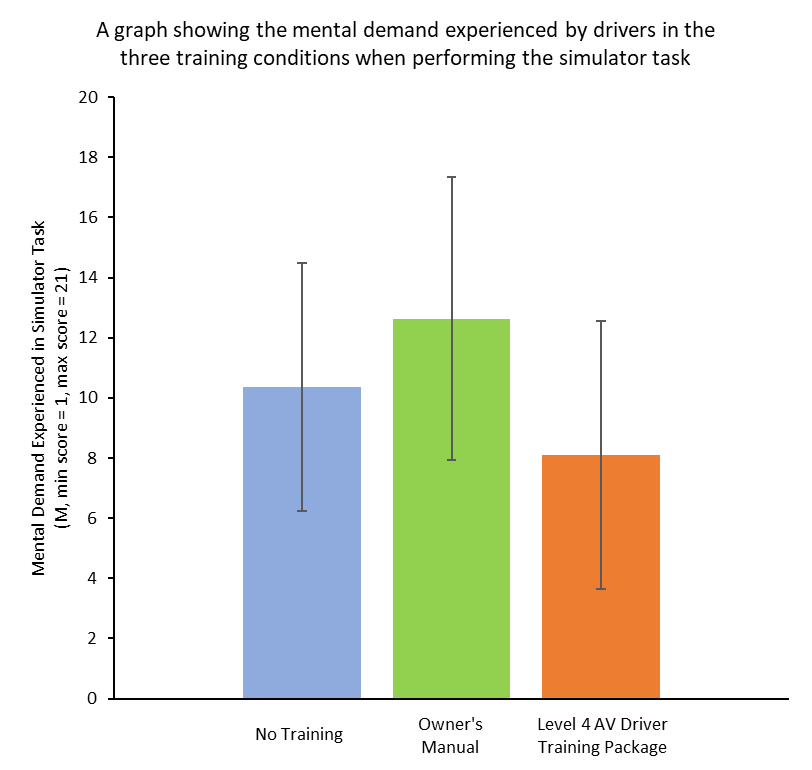 A graph showing the mental demand experienced by drivers in the
three training conditions when performing the simulator task
Mental Demand Experienced in Simulator Task
(M, min score = 1, max score = 21)
20
18
16
14
12
10
8
6
4
2
0
No Training
Owner's
Manual
Level 4 AV Driver
Training Package